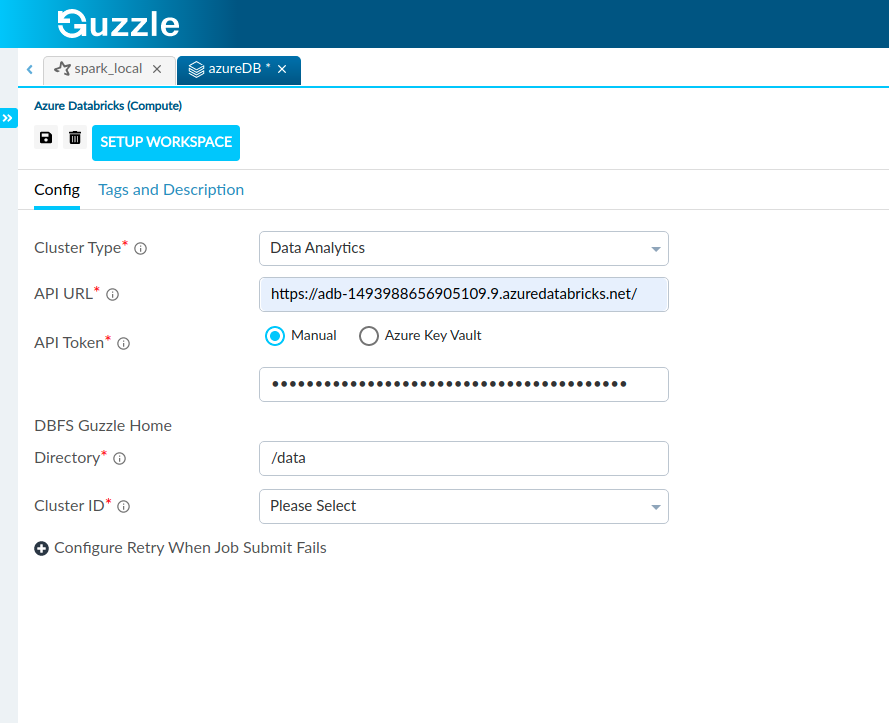 Guzzle
spark_local
azureDB *
Azure Databricks (Compute)
SETUP WORKSPACE
Config Tags and Description
Cluster Type* Data Analytics
API URL* https://adb-1493988656905109.9.azuredatabricks.net/
API Token* Manual Azure Key Vault
DBFS Guzzle Home
Directory* /data
Cluster ID* Please Select
Configure Retry When Job Submit Fails